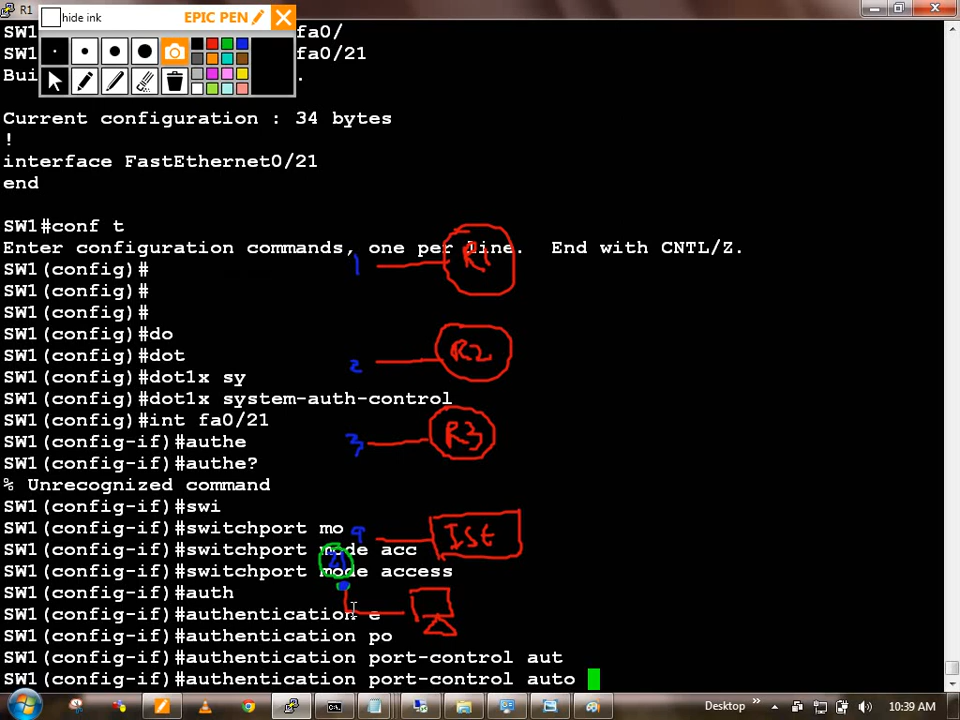 R1
hide ink EPIC PEN
SW1 fa0/
SW1 fa0/21
Bui .
Current configuration : 34 bytes
!
interface FastEthernet0/21
end
SW1#conf t
Enter configuration commands, one per line. End with CNTL/Z.
SW1(config)#
1 R1
SW1(config)#
SW1(config)#
SW1(config)#do
SW1(config)#dot
2 R2
SW1(config)#dot1x sy
SW1(config)#dot1x system-auth-control
SW1(config)#int fa0/21
SW1(config-if)#authe
3 R3
SW1(config-if)#authe?
% Unrecognized command
SW1(config-if)#swi
SW1(config-if)#switchport mo
9 ISE
SW1(config-if)#switchport mode acc
21
SW1(config-if)#switchport mode access
SW1(config-if)#auth
SW1(config-if)#authentication e
SW1(config-if)#authentication po
SW1(config-if)#authentication port-control aut
SW1(config-if)#authentication port-control auto
Desktop » 10:39 AM